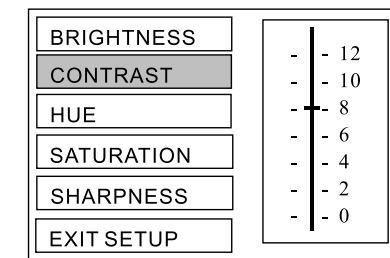 BRIGHTNESS
CONTRAST
HUE
SATURATION
SHARPNESS
EXIT SETUP
- - 12
- - 10
- - 8
- - 6
- - 4
- - 2
- - 0